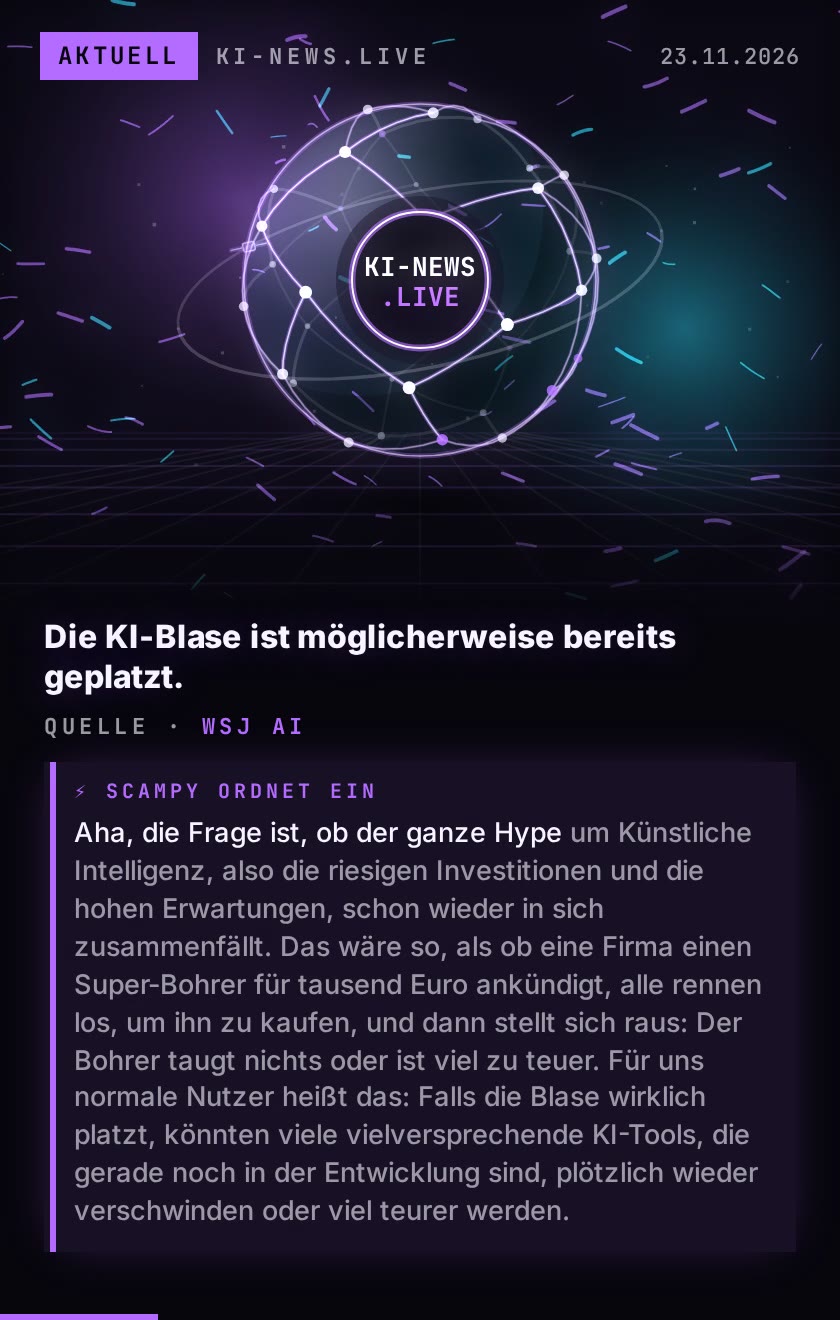 AKTUELL KI-NEWS.LIVE 23.11.2026
KI-NEWS
.LIVE
Die KI-Blase ist möglicherweise bereits
geplatzt.
QUELLE · WSJ AI
⚡ SCAMPY ORDNET EIN
Aha, die Frage ist, ob der ganze Hype um Künstliche
Intelligenz, also die riesigen Investitionen und die
hohen Erwartungen, schon wieder in sich
zusammenfällt. Das wäre so, als ob eine Firma einen
Super-Bohrer für tausend Euro ankündigt, alle rennen
los, um ihn zu kaufen, und dann stellt sich raus: Der
Bohrer taugt nichts oder ist viel zu teuer. Für uns
normale Nutzer heißt das: Falls die Blase wirklich
platzt, könnten viele vielversprechende KI-Tools, die
gerade noch in der Entwicklung sind, plötzlich wieder
verschwinden oder viel teurer werden.